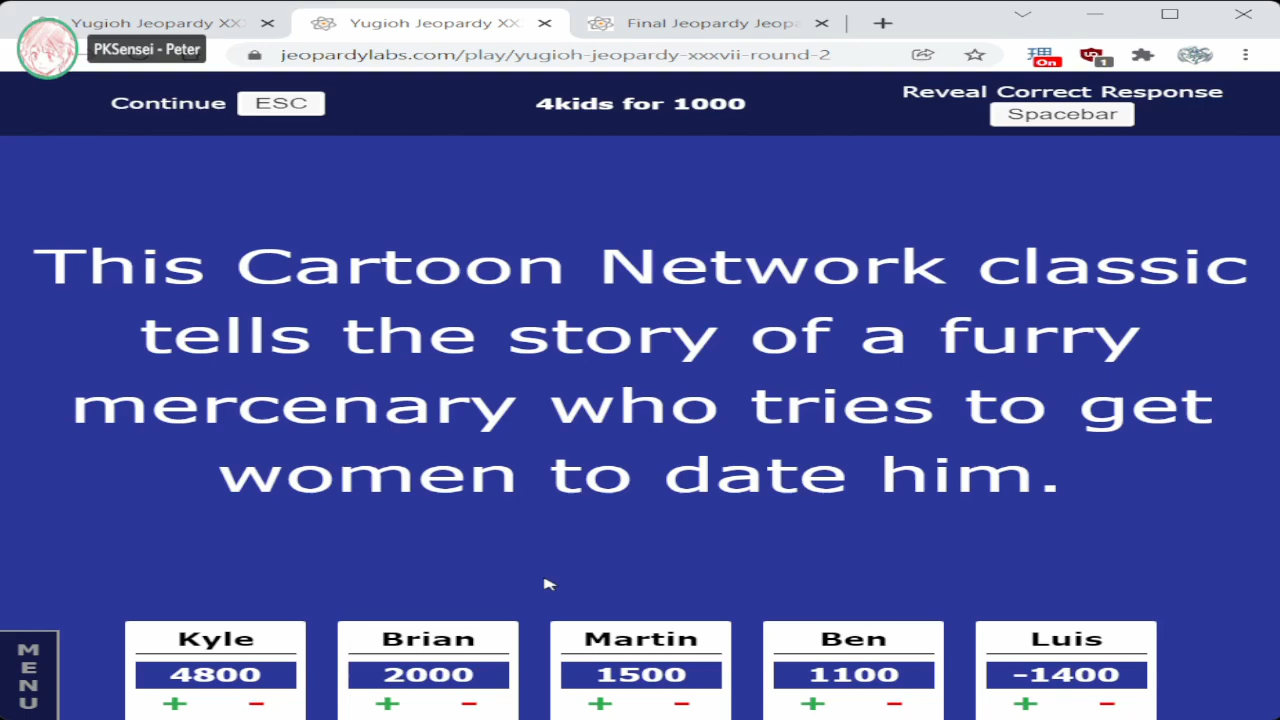 Yugioh Jeopardy XX
Yugioh Jeopardy XX
Final Jeopardy Jeop
PKSensei - Peter
jeopardylabs.com/play/yugioh-jeopardy-xxxvii-round-2
理
On
1
Continue ESC
4kids for 1000
Reveal Correct Response
Spacebar
This Cartoon Network classic
tells the story of a furry
mercenary who tries to get
women to date him.
MENU
Kyle
4800
+ -
Brian
2000
+ -
Martin
1500
+ -
Ben
1100
+ -
Luis
-1400
+ -